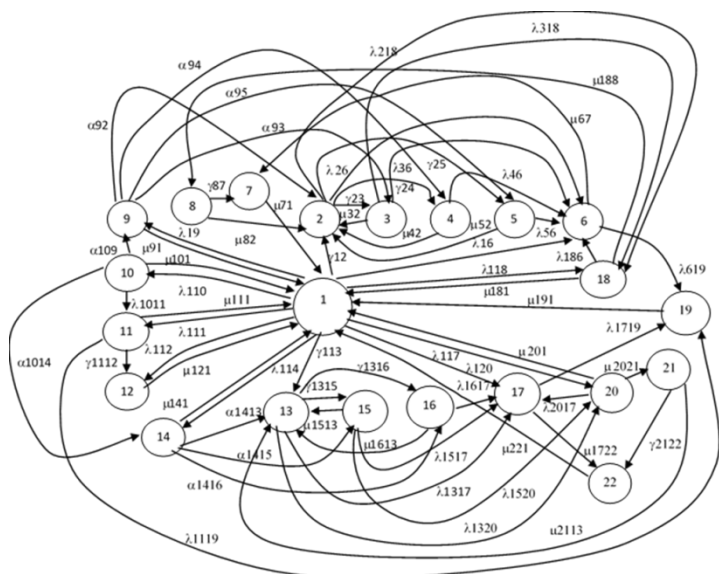 λ318
λ218
α94
μ188
α95
μ67
α92
α93
λ26
λ36
γ25
λ46
γ24
γ87
7
8
γ23
μ71
μ32
9
2
3
4
5
6
μ52
λ19
μ42
λ56
μ91
μ82
γ12
λ16
λ186
α109
μ101
10
λ118
18
λ619
λ110
μ181
λ1011
μ111
1
μ191
19
11
λ111
λ1719
λ112
γ1112
γ113
λ117
μ201
α1014
μ121
λ114
γ1316
λ120
μ2021
21
12
γ1315
λ1617
17
20
μ141
α1413
13
15
16
λ2017
μ1513
14
μ1613
μ1722
γ2122
α1415
λ1517
μ221
22
α1416
λ1317
λ1520
λ1320
μ2113
λ1119